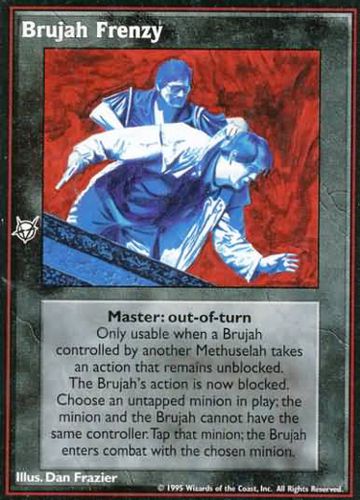 Brujah Frenzy
Master: out-of-turn
Only usable when a Brujah
controlled by another Methuselah takes
an action that remains unblocked.
The Brujah's action is now blocked.
Choose an untapped minion in play; the
minion and the Brujah cannot have the
same controller. Tap that minion; the Brujah
enters combat with the chosen minion.
Illus. Dan Frazier
© 1995 Wizards of the Coast, Inc. All Rights Reserved.